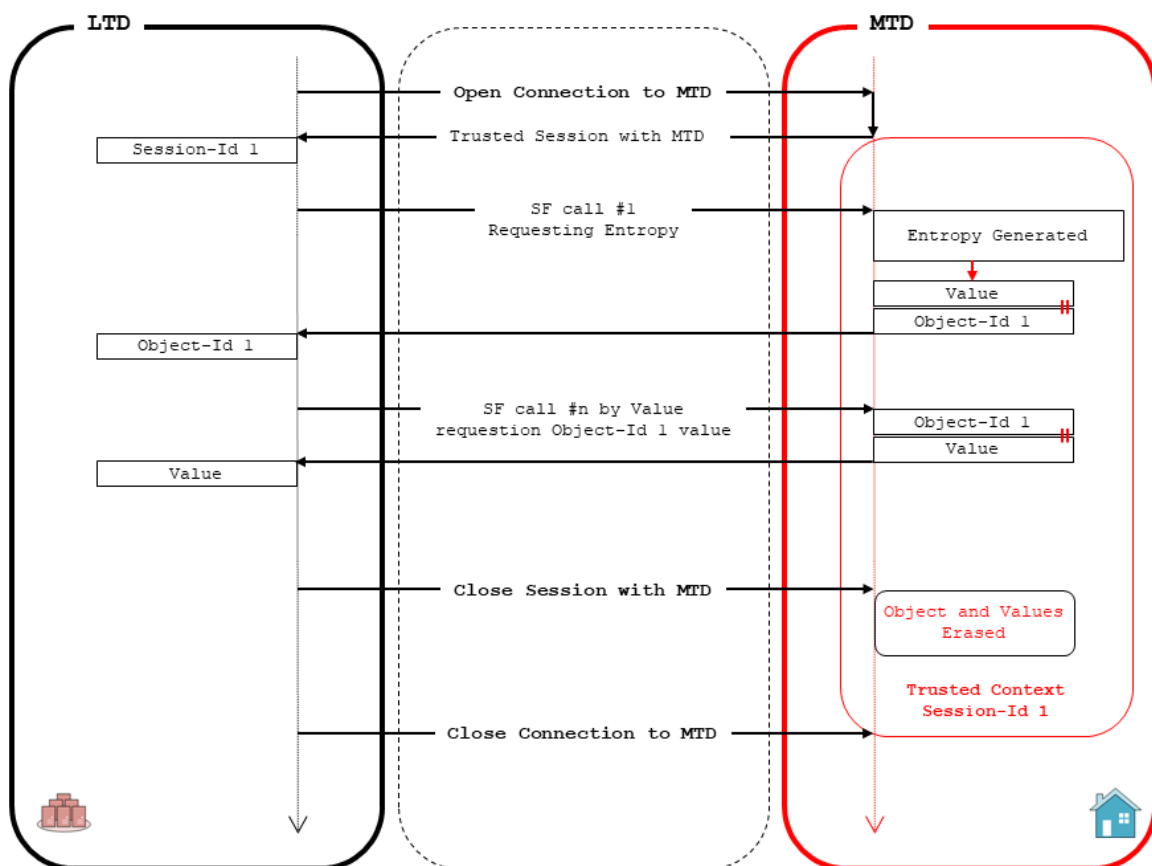 LTD
MTD
Open Connection to MTD
Trusted Session with MTD
Session-Id 1
SF call #1
Requesting Entropy
Entropy Generated
Value
Object-Id 1
Object-Id 1
SF call #n by Value
requestion Object-Id 1 value
Object-Id 1
Value
Value
Close Session with MTD
Object and Values
Erased
Trusted Context
Session-Id 1
Close Connection to MTD